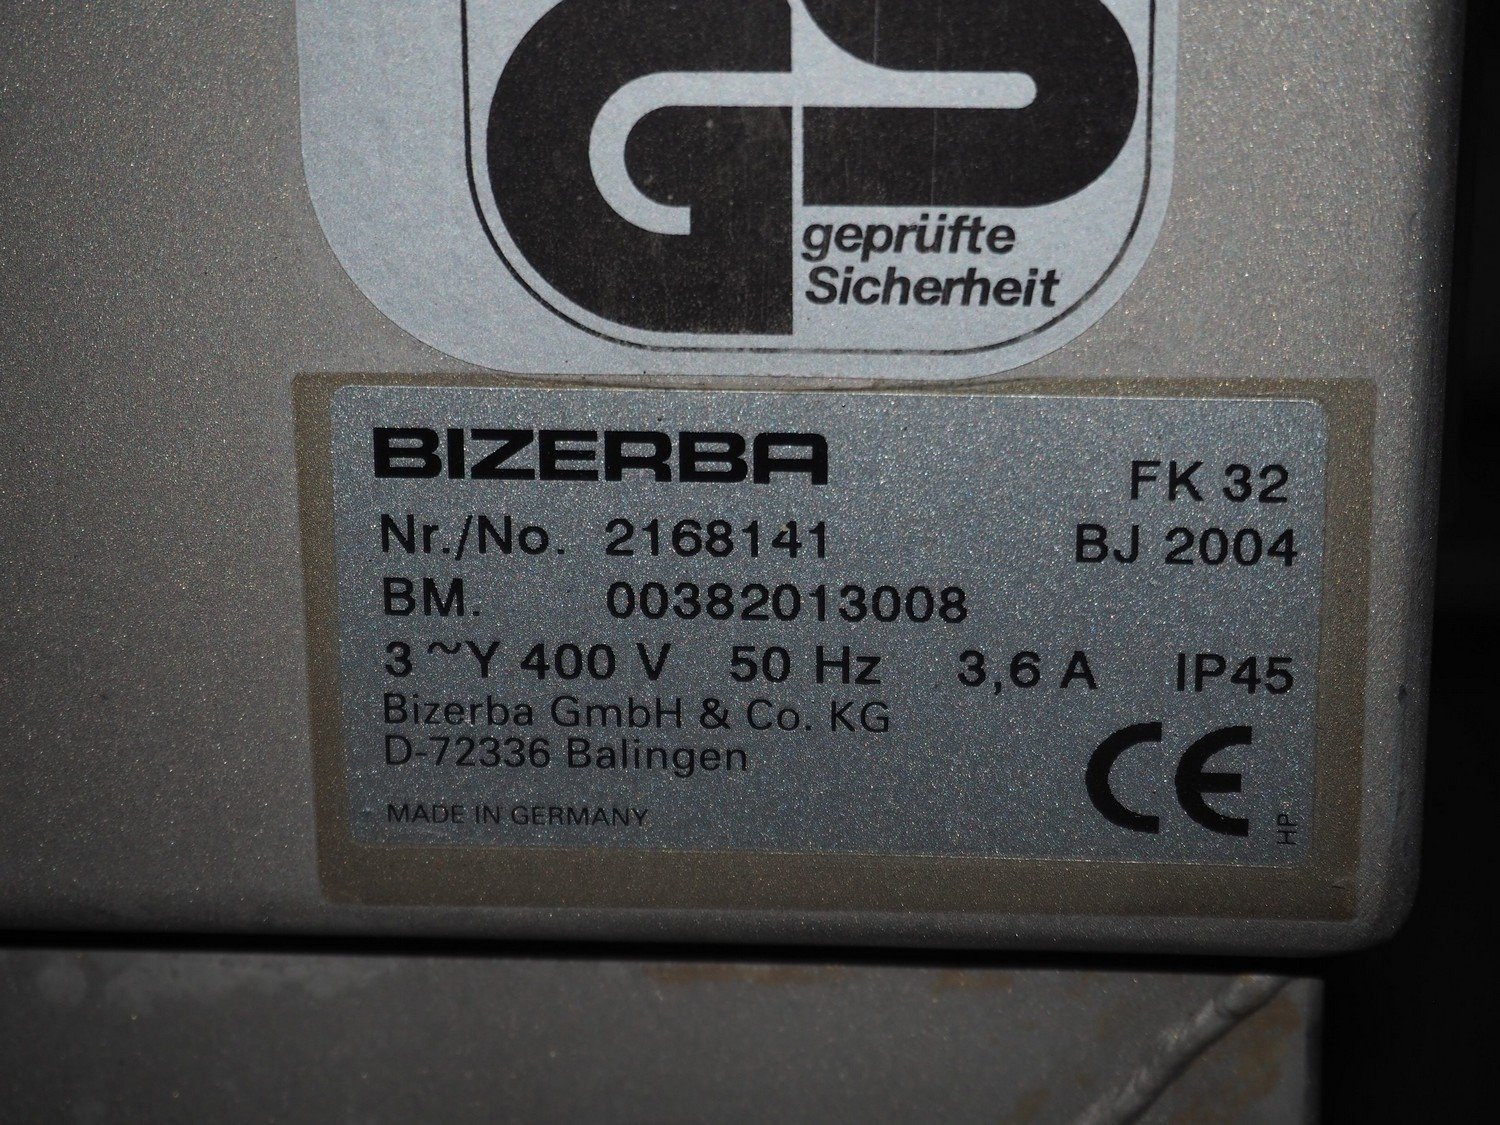 geprüfte
Sicherheit
BIZERBA FK 32
Nr./No. 2168141 BJ 2004
BM. 00382013008
3~Y 400 V 50 Hz 3,6 A IP45
Bizerba GmbH & Co. KG
D-72336 Balingen
CE
MADE IN GERMANY
HP